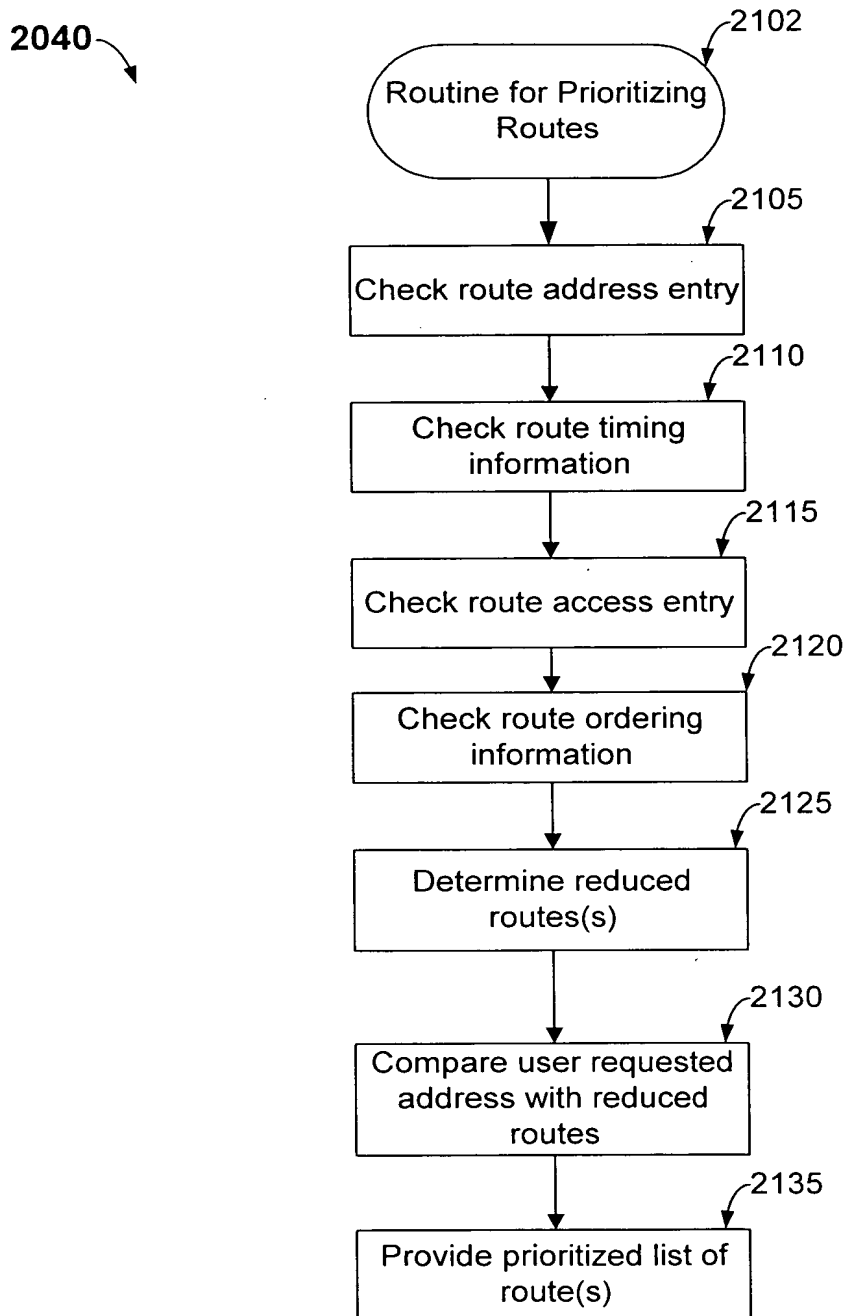 2040
2102
Routine for Prioritizing
Routes
2105
Check route address entry
2110
Check route timing
information
2115
Check route access entry
2120
Check route ordering
information
2125
Determine reduced
routes(s)
2130
Compare user requested
address with reduced
routes
2135
Provide prioritized list of
route(s)